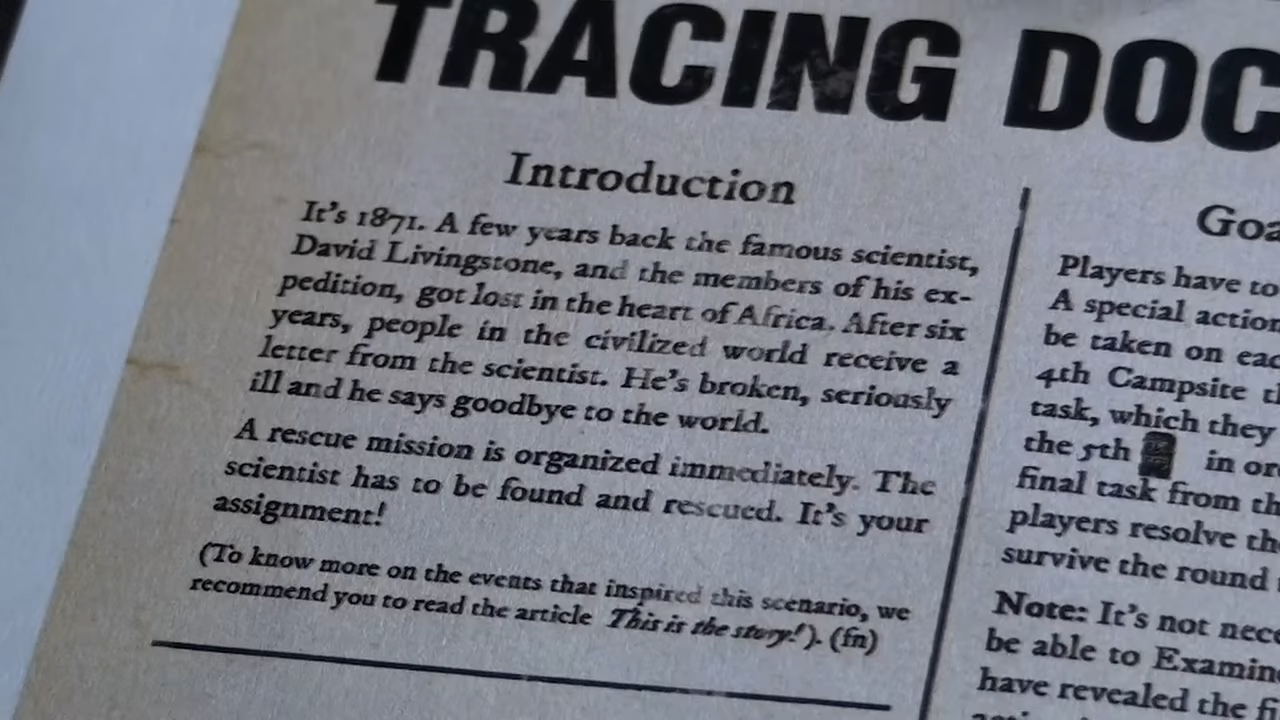 TRACING DOC
Introduction
It's 1871. A few years back the famous scientist,
David Livingstone, and the members of his ex-
pedition, got lost in the heart of Africa. After six
years, people in the civilized world receive a
letter from the scientist. He's broken, seriously
ill and he says goodbye to the world.
A rescue mission is organized immediately. The
scientist has to be found and rescued. It's your
assignment!
(To know more on the events that inspired this scenario, we
recommend you to read the article This is the story!). (fn)
Goa
Players have to
A special action
be taken on eac
4th Campsite t
task, which they
the 5th in or
final task from th
players resolve th
survive the round
Note: It's not nece
be able to Examin
have revealed the fi